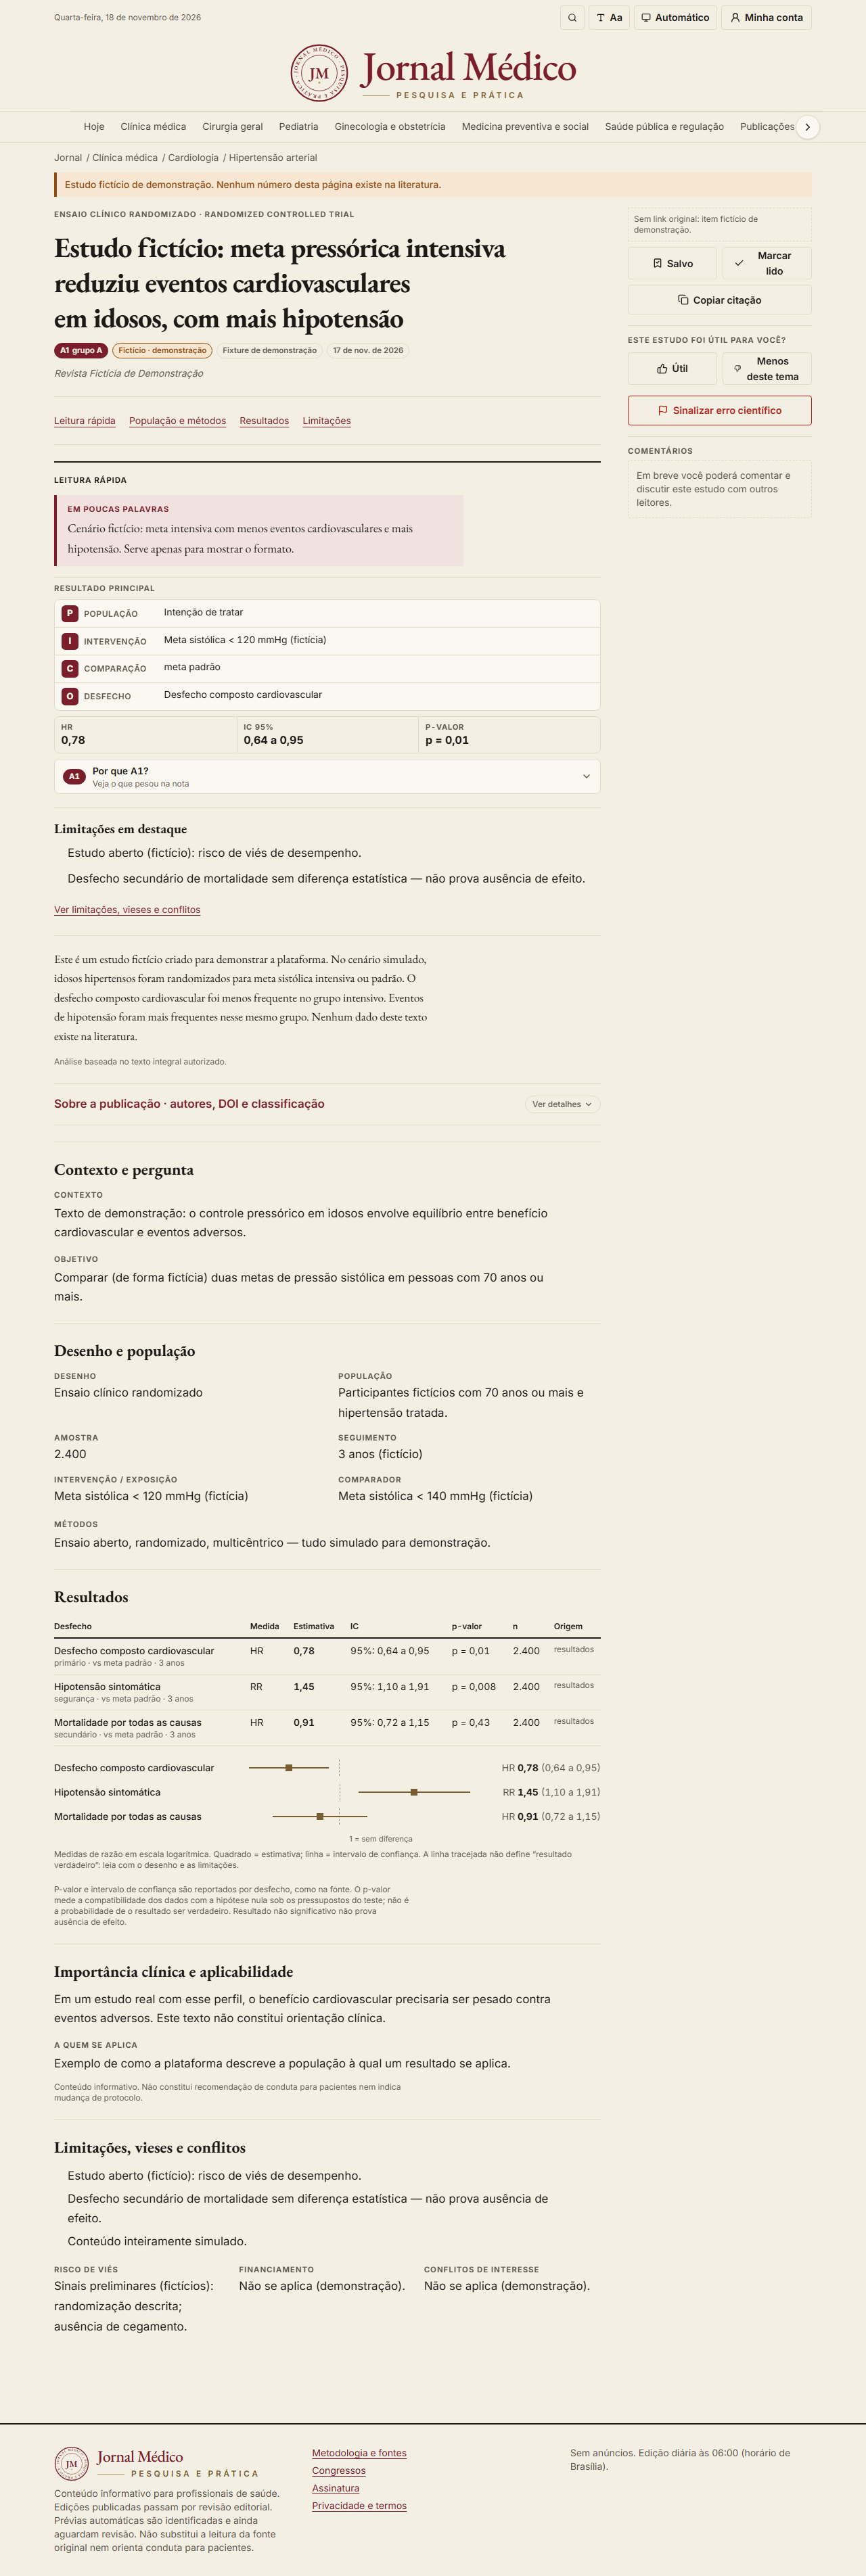 Quarta-feira, 18 de novembro de 2026
Aa
Automático
Minha conta
JORNAL MÉDICO · PESQUISA E PRÁTICA
JM
Jornal Médico
PESQUISA E PRÁTICA
Hoje Clínica médica Cirurgia geral Pediatria Ginecologia e obstetrícia Medicina preventiva e social Saúde pública e regulação Publicações
Jornal / Clínica médica / Cardiologia / Hipertensão arterial
Estudo fictício de demonstração. Nenhum número desta página existe na literatura.
ENSAIO CLÍNICO RANDOMIZADO · RANDOMIZED CONTROLLED TRIAL
Estudo fictício: meta pressórica intensiva
reduziu eventos cardiovasculares
em idosos, com mais hipotensão
A1 grupo A Fictício · demonstração Fixture de demonstração 17 de nov. de 2026
Revista Fictícia de Demonstração
Leitura rápida População e métodos Resultados Limitações
Sem link original: item fictício de
demonstração.
Salvo
Marcar
lido
Copiar citação
ESTE ESTUDO FOI ÚTIL PARA VOCÊ?
Útil
Menos
deste tema
Sinalizar erro científico
COMENTÁRIOS
Em breve você poderá comentar e
discutir este estudo com outros
leitores.
LEITURA RÁPIDA
EM POUCAS PALAVRAS
Cenário fictício: meta intensiva com menos eventos cardiovasculares e mais
hipotensão. Serve apenas para mostrar o formato.
RESULTADO PRINCIPAL
P POPULAÇÃO Intenção de tratar
I INTERVENÇÃO Meta sistólica < 120 mmHg (fictícia)
C COMPARAÇÃO meta padrão
O DESFECHO Desfecho composto cardiovascular
HR IC 95% P-VALOR
0,78 0,64 a 0,95 p = 0,01
A1 Por que A1?
Veja o que pesou na nota
Limitações em destaque
Estudo aberto (fictício): risco de viés de desempenho.
Desfecho secundário de mortalidade sem diferença estatística — não prova ausência de efeito.
Ver limitações, vieses e conflitos
Este é um estudo fictício criado para demonstrar a plataforma. No cenário simulado,
idosos hipertensos foram randomizados para meta sistólica intensiva ou padrão. O
desfecho composto cardiovascular foi menos frequente no grupo intensivo. Eventos
de hipotensão foram mais frequentes nesse mesmo grupo. Nenhum dado deste texto
existe na literatura.
Análise baseada no texto integral autorizado.
Sobre a publicação · autores, DOI e classificação Ver detalhes
Contexto e pergunta
CONTEXTO
Texto de demonstração: o controle pressórico em idosos envolve equilíbrio entre benefício
cardiovascular e eventos adversos.
OBJETIVO
Comparar (de forma fictícia) duas metas de pressão sistólica em pessoas com 70 anos ou
mais.
Desenho e população
DESENHO POPULAÇÃO
Ensaio clínico randomizado Participantes fictícios com 70 anos ou mais e
hipertensão tratada.
AMOSTRA SEGUIMENTO
2.400 3 anos (fictício)
INTERVENÇÃO / EXPOSIÇÃO COMPARADOR
Meta sistólica < 120 mmHg (fictícia) Meta sistólica < 140 mmHg (fictícia)
MÉTODOS
Ensaio aberto, randomizado, multicêntrico — tudo simulado para demonstração.
Resultados
Desfecho Medida Estimativa IC p-valor n Origem
Desfecho composto cardiovascular HR 0,78 95%: 0,64 a 0,95 p = 0,01 2.400 resultados
primário · vs meta padrão · 3 anos
Hipotensão sintomática RR 1,45 95%: 1,10 a 1,91 p = 0,008 2.400 resultados
segurança · vs meta padrão · 3 anos
Mortalidade por todas as causas HR 0,91 95%: 0,72 a 1,15 p = 0,43 2.400 resultados
secundário · vs meta padrão · 3 anos
Desfecho composto cardiovascular HR 0,78 (0,64 a 0,95)
Hipotensão sintomática RR 1,45 (1,10 a 1,91)
Mortalidade por todas as causas HR 0,91 (0,72 a 1,15)
1 = sem diferença
Medidas de razão em escala logarítmica. Quadrado = estimativa; linha = intervalo de confiança. A linha tracejada não define “resultado
verdadeiro”: leia com o desenho e as limitações.
P-valor e intervalo de confiança são reportados por desfecho, como na fonte. O p-valor
mede a compatibilidade dos dados com a hipótese nula sob os pressupostos do teste; não é
a probabilidade de o resultado ser verdadeiro. Resultado não significativo não prova
ausência de efeito.
Importância clínica e aplicabilidade
Em um estudo real com esse perfil, o benefício cardiovascular precisaria ser pesado contra
eventos adversos. Este texto não constitui orientação clínica.
A QUEM SE APLICA
Exemplo de como a plataforma descreve a população à qual um resultado se aplica.
Conteúdo informativo. Não constitui recomendação de conduta para pacientes nem indica
mudança de protocolo.
Limitações, vieses e conflitos
Estudo aberto (fictício): risco de viés de desempenho.
Desfecho secundário de mortalidade sem diferença estatística — não prova ausência de
efeito.
Conteúdo inteiramente simulado.
RISCO DE VIÉS FINANCIAMENTO CONFLITOS DE INTERESSE
Sinais preliminares (fictícios): Não se aplica (demonstração). Não se aplica (demonstração).
randomização descrita;
ausência de cegamento.
JM
Jornal Médico
PESQUISA E PRÁTICA
Conteúdo informativo para profissionais de saúde.
Edições publicadas passam por revisão editorial.
Prévias automáticas são identificadas e ainda
aguardam revisão. Não substitui a leitura da fonte
original nem orienta conduta para pacientes.
Metodologia e fontes
Congressos
Assinatura
Privacidade e termos
Sem anúncios. Edição diária às 06:00 (horário de
Brasília).